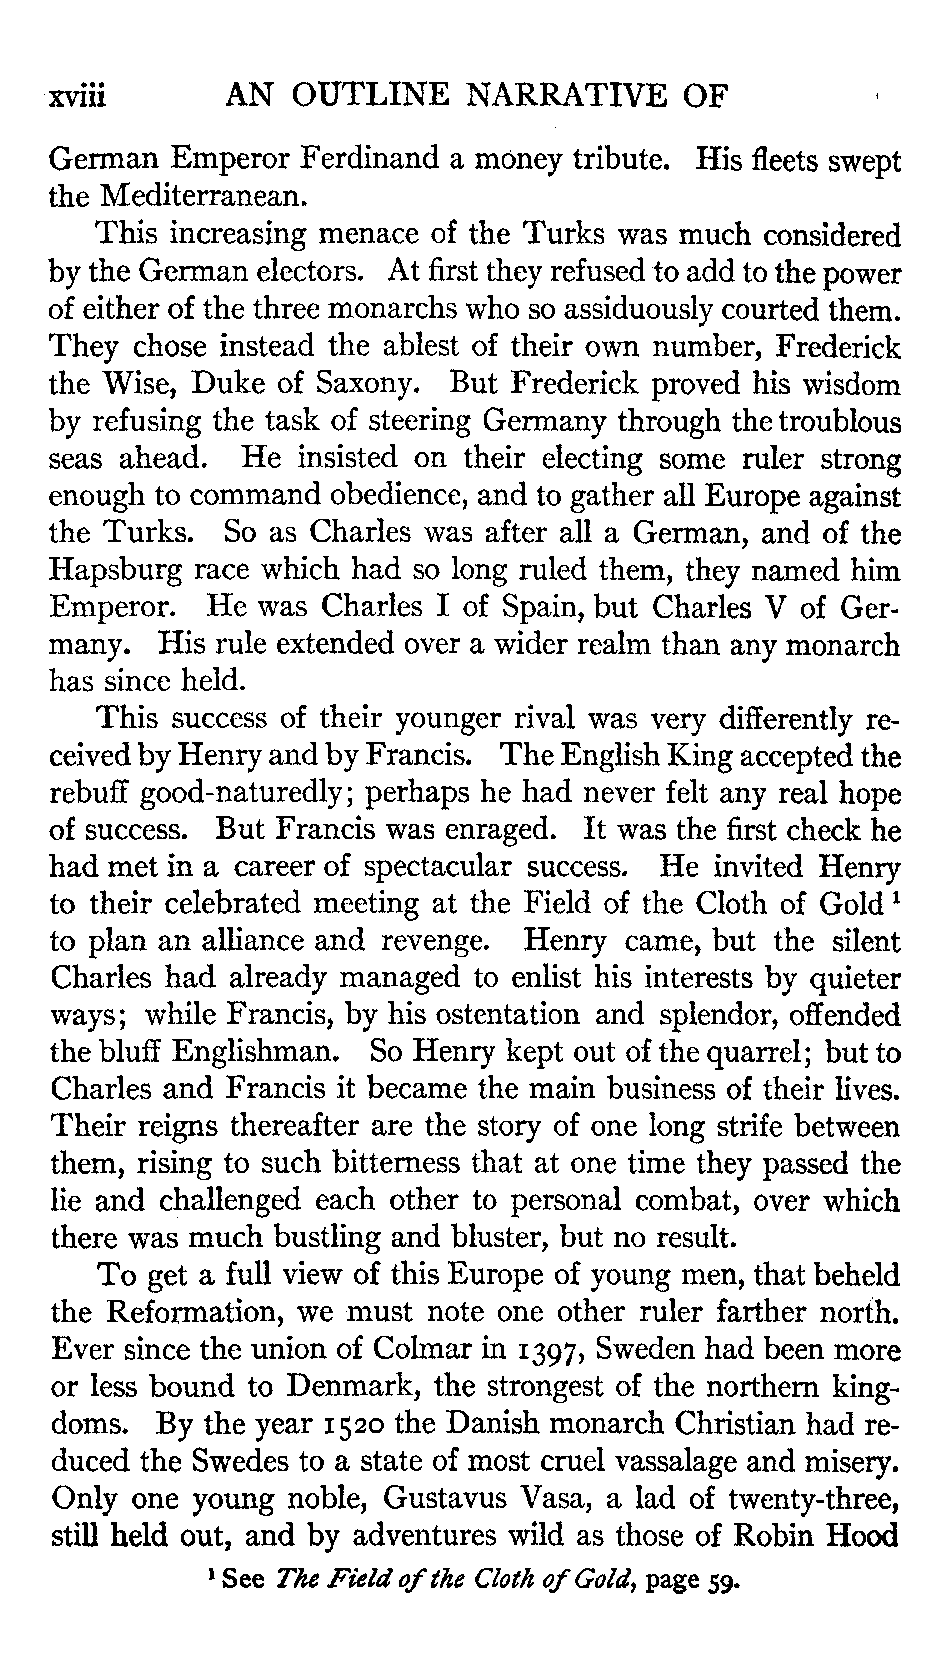 xviii AN OUTLINE NARRATIVE OF
German Emperor Ferdinand a money tribute. His fleets swept
the Mediterranean.
This increasing menace of the Turks was much considered
by the German electors. At first they refused to add to the power
of either of the three monarchs who so assiduously courted them.
They chose instead the ablest of their own number, Frederick
the Wise, Duke of Saxony. But Frederick proved his wisdom
by refusing the task of steering Germany through the troublous
seas ahead. He insisted on their electing some ruler strong
enough to command obedience, and to gather all Europe against
the Turks. So as Charles was after all a German, and of the
Hapsburg race which had so long ruled them, they named him
Emperor. He was Charles I of Spain, but Charles V of Ger-
many. His rule extended over a wider realm than any monarch
has since held.
This success of their younger rival was very differently re-
ceived by Henry and by Francis. The English King accepted the
rebuff good-naturedly; perhaps he had never felt any real hope
of success. But Francis was enraged. It was the first check he
had met in a career of spectacular success. He invited Henry
to their celebrated meeting at the Field of the Cloth of Gold ¹
to plan an alliance and revenge. Henry came, but the silent
Charles had already managed to enlist his interests by quieter
ways; while Francis, by his ostentation and splendor, offended
the bluff Englishman. So Henry kept out of the quarrel; but to
Charles and Francis it became the main business of their lives.
Their reigns thereafter are the story of one long strife between
them, rising to such bitterness that at one time they passed the
lie and challenged each other to personal combat, over which
there was much bustling and bluster, but no result.
To get a full view of this Europe of young men, that beheld
the Reformation, we must note one other ruler farther north.
Ever since the union of Colmar in 1397, Sweden had been more
or less bound to Denmark, the strongest of the northern king-
doms. By the year 1520 the Danish monarch Christian had re-
duced the Swedes to a state of most cruel vassalage and misery.
Only one young noble, Gustavus Vasa, a lad of twenty-three,
still held out, and by adventures wild as those of Robin Hood
¹ See The Field of the Cloth of Gold, page 59.